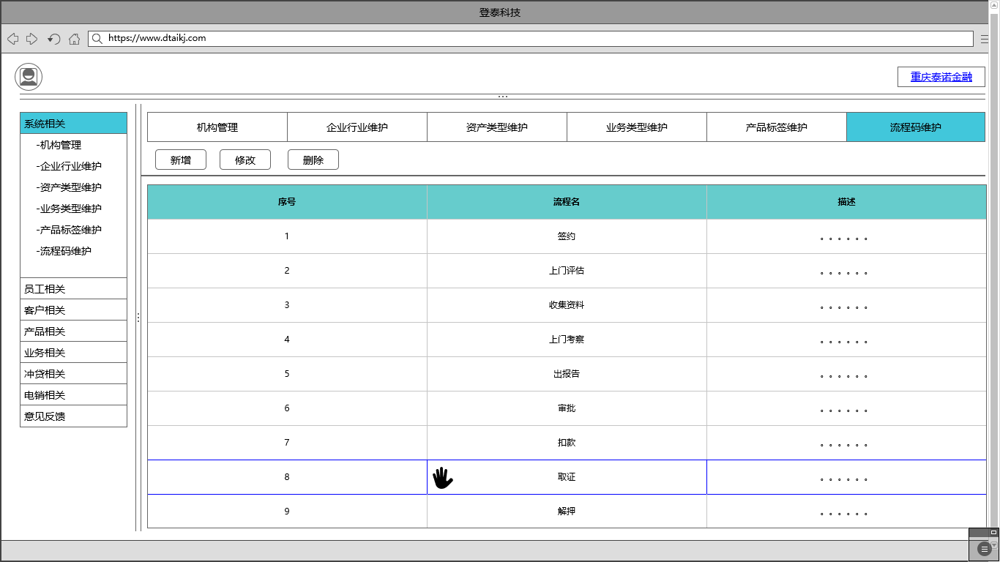 登泰科技
https://www.dtaikj.com
重庆泰诺金融
系统相关
-机构管理
-企业行业维护
-资产类型维护
-业务类型维护
-产品标签维护
-流程码维护
员工相关
客户相关
产品相关
业务相关
冲贷相关
电销相关
意见反馈
机构管理 企业行业维护 资产类型维护 业务类型维护 产品标签维护 流程码维护
新增 修改 删除
序号 流程名 描述
1 签约 。。。。。。
2 上门评估 。。。。。。
3 收集资料 。。。。。。
4 上门考察 。。。。。。
5 出报告 。。。。。。
6 审批 。。。。。。
7 扣款 。。。。。。
8 取证 。。。。。。
9 解押 。。。。。。